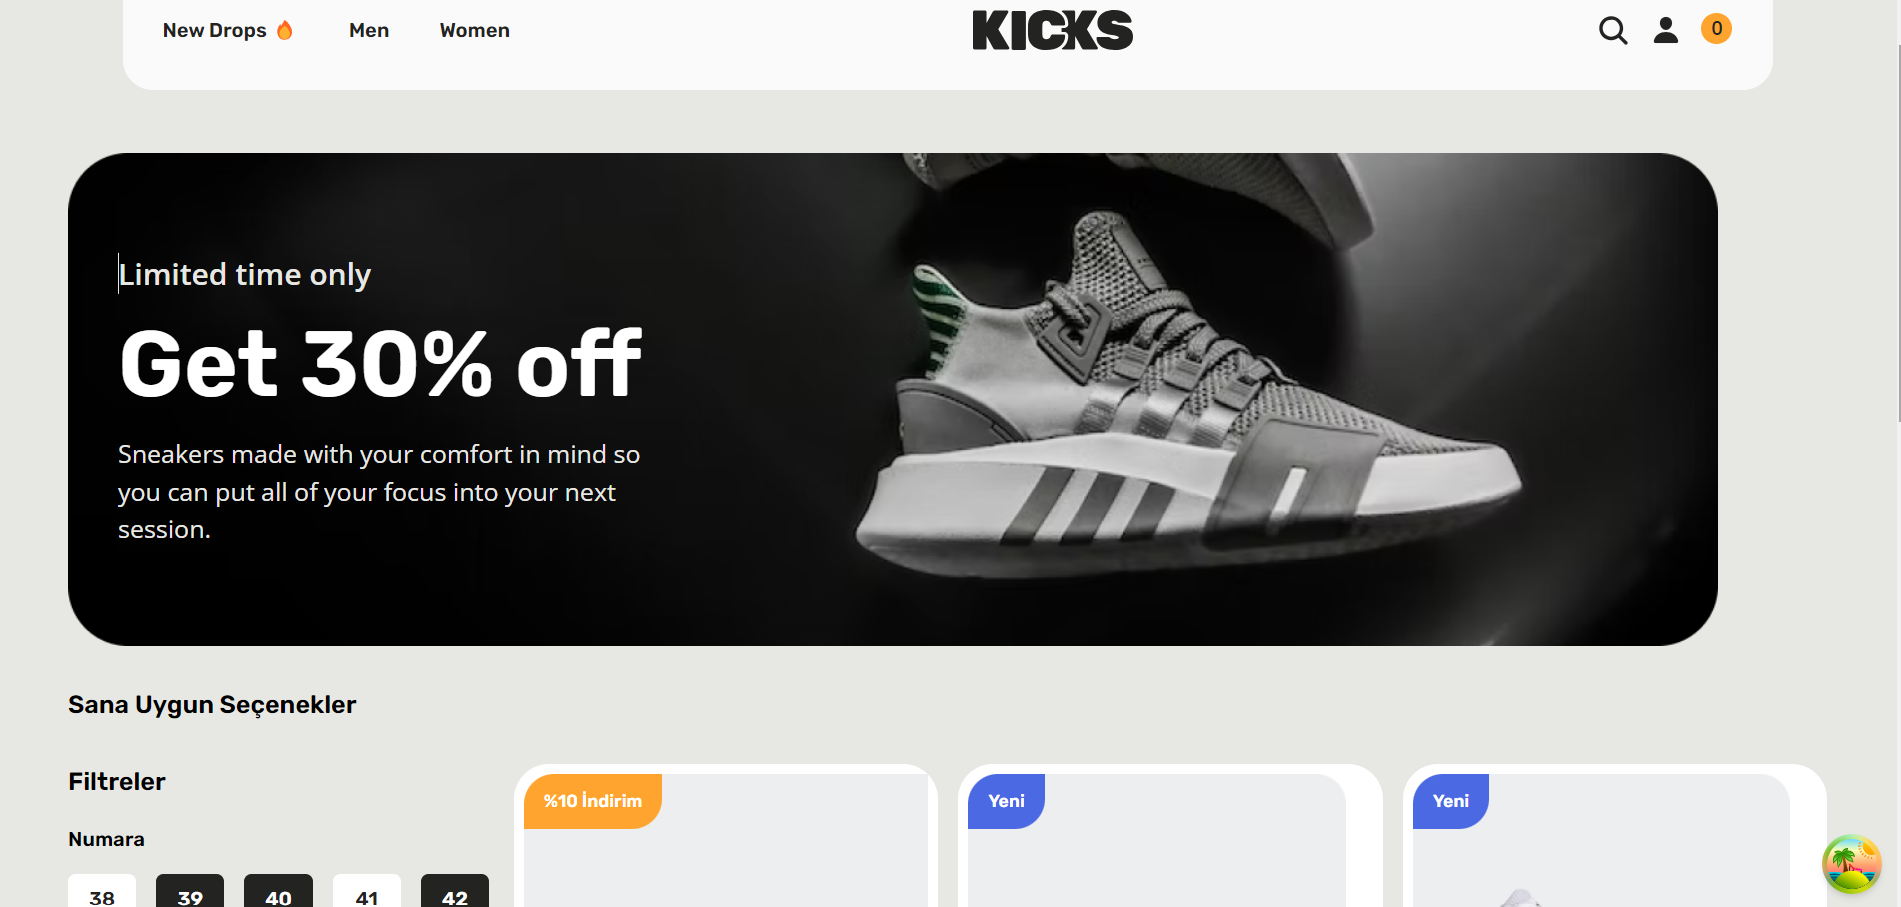 New Drops
Men
Women
KICKS
0
Limited time only
Get 30% off
Sneakers made with your comfort in mind so
you can put all of your focus into your next
session.
Sana Uygun Seçenekler
Filtreler
Numara
38
39
40
41
42
%10 İndirim
Yeni
Yeni